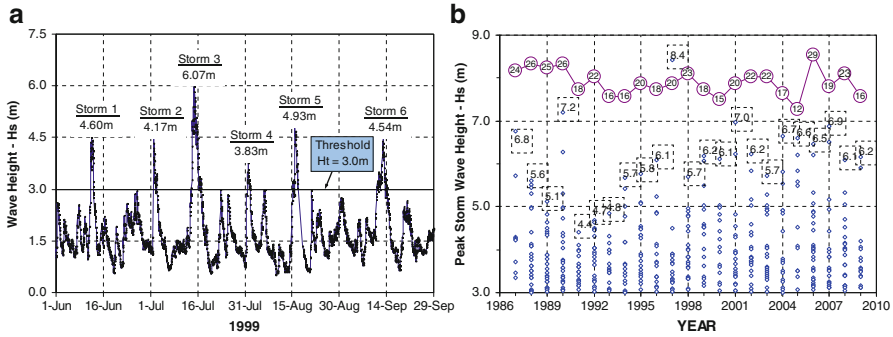 a
7.5
6.0
4.5
3.0
1.5
0.0
Wave Height - Hs (m)
Storm 1
4.60m
Storm 2
4.17m
Storm 3
6.07m
Storm 4
3.83m
Storm 5
4.93m
Threshold
Ht = 3.0m
Storm 6
4.54m
1-Jun 16-Jun 1-Jul 16-Jul 31-Jul 15-Aug 30-Aug 14-Sep 29-Sep
1999
b
9.0
7.0
5.0
3.0
Peak Storm Wave Height - Hs (m)
24 26 25 26 18 22 16 16 20 18 20 23 18 15 20 22 22 17 12 29 19 23 16
6.8 5.6 5.1 7.2 4.4 4.7 4.8 5.7 5.8 6.1 8.4 5.7 6.2 6.1 7.0 6.2 5.7 6.7 6.6 6.5 6.9 6.1 6.2
1986 1989 1992 1995 1998 2001 2004 2007 2010
YEAR